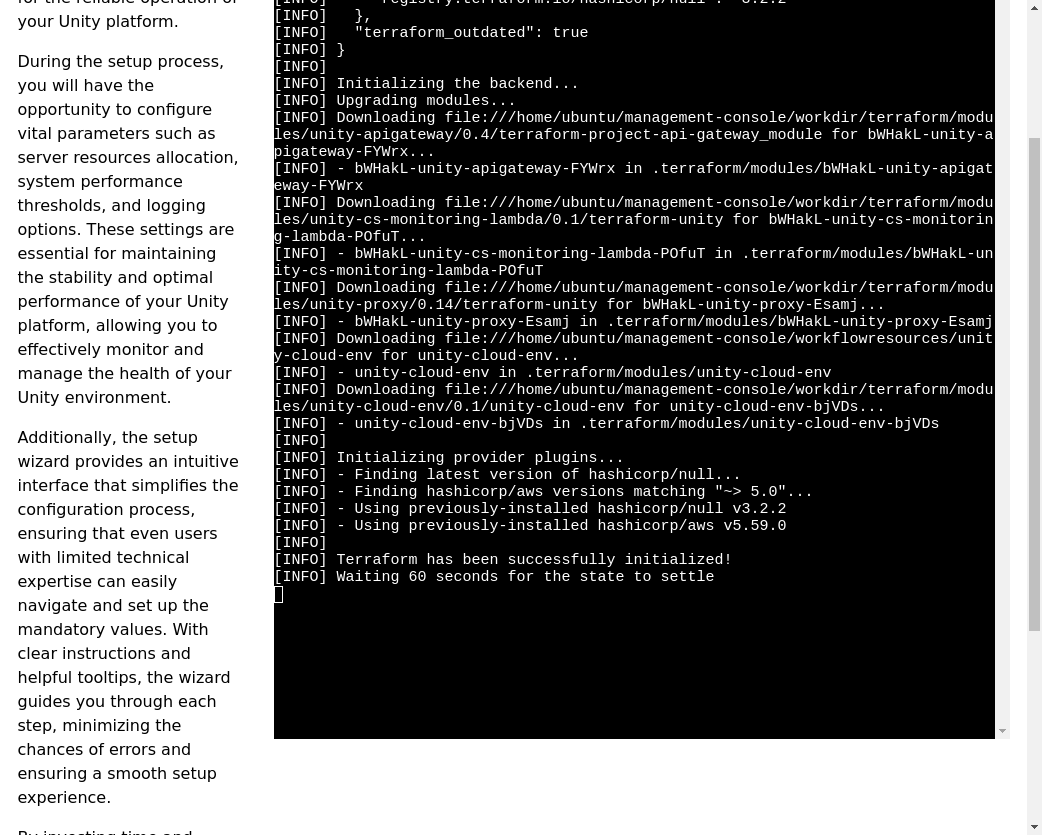 for the reliable operation of
your Unity platform.
During the setup process,
you will have the
opportunity to configure
vital parameters such as
server resources allocation,
system performance
thresholds, and logging
options. These settings are
essential for maintaining
the stability and optimal
performance of your Unity
platform, allowing you to
effectively monitor and
manage the health of your
Unity environment.
Additionally, the setup
wizard provides an intuitive
interface that simplifies the
configuration process,
ensuring that even users
with limited technical
expertise can easily
navigate and set up the
mandatory values. With
clear instructions and
helpful tooltips, the wizard
guides you through each
step, minimizing the
chances of errors and
ensuring a smooth setup
experience.
By investing time and
[INFO]     "registry.terraform.io/hashicorp/null": "3.2.2"
[INFO]   },
[INFO]   "terraform_outdated": true
[INFO] }
[INFO]
[INFO] Initializing the backend...
[INFO] Upgrading modules...
[INFO] Downloading file:///home/ubuntu/management-console/workdir/terraform/modu
les/unity-apigateway/0.4/terraform-project-api-gateway_module for bWHakL-unity-a
pigateway-FYWrx...
[INFO] - bWHakL-unity-apigateway-FYWrx in .terraform/modules/bWHakL-unity-apigat
eway-FYWrx
[INFO] Downloading file:///home/ubuntu/management-console/workdir/terraform/modu
les/unity-cs-monitoring-lambda/0.1/terraform-unity for bWHakL-unity-cs-monitorin
g-lambda-POfuT...
[INFO] - bWHakL-unity-cs-monitoring-lambda-POfuT in .terraform/modules/bWHakL-un
ity-cs-monitoring-lambda-POfuT
[INFO] Downloading file:///home/ubuntu/management-console/workdir/terraform/modu
les/unity-proxy/0.14/terraform-unity for bWHakL-unity-proxy-Esamj...
[INFO] - bWHakL-unity-proxy-Esamj in .terraform/modules/bWHakL-unity-proxy-Esamj
[INFO] Downloading file:///home/ubuntu/management-console/workflowresources/unit
y-cloud-env for unity-cloud-env...
[INFO] - unity-cloud-env in .terraform/modules/unity-cloud-env
[INFO] Downloading file:///home/ubuntu/management-console/workdir/terraform/modu
les/unity-cloud-env/0.1/unity-cloud-env for unity-cloud-env-bjVDs...
[INFO] - unity-cloud-env-bjVDs in .terraform/modules/unity-cloud-env-bjVDs
[INFO]
[INFO] Initializing provider plugins...
[INFO] - Finding latest version of hashicorp/null...
[INFO] - Finding hashicorp/aws versions matching "~> 5.0"...
[INFO] - Using previously-installed hashicorp/null v3.2.2
[INFO] - Using previously-installed hashicorp/aws v5.59.0
[INFO]
[INFO] Terraform has been successfully initialized!
[INFO] Waiting 60 seconds for the state to settle